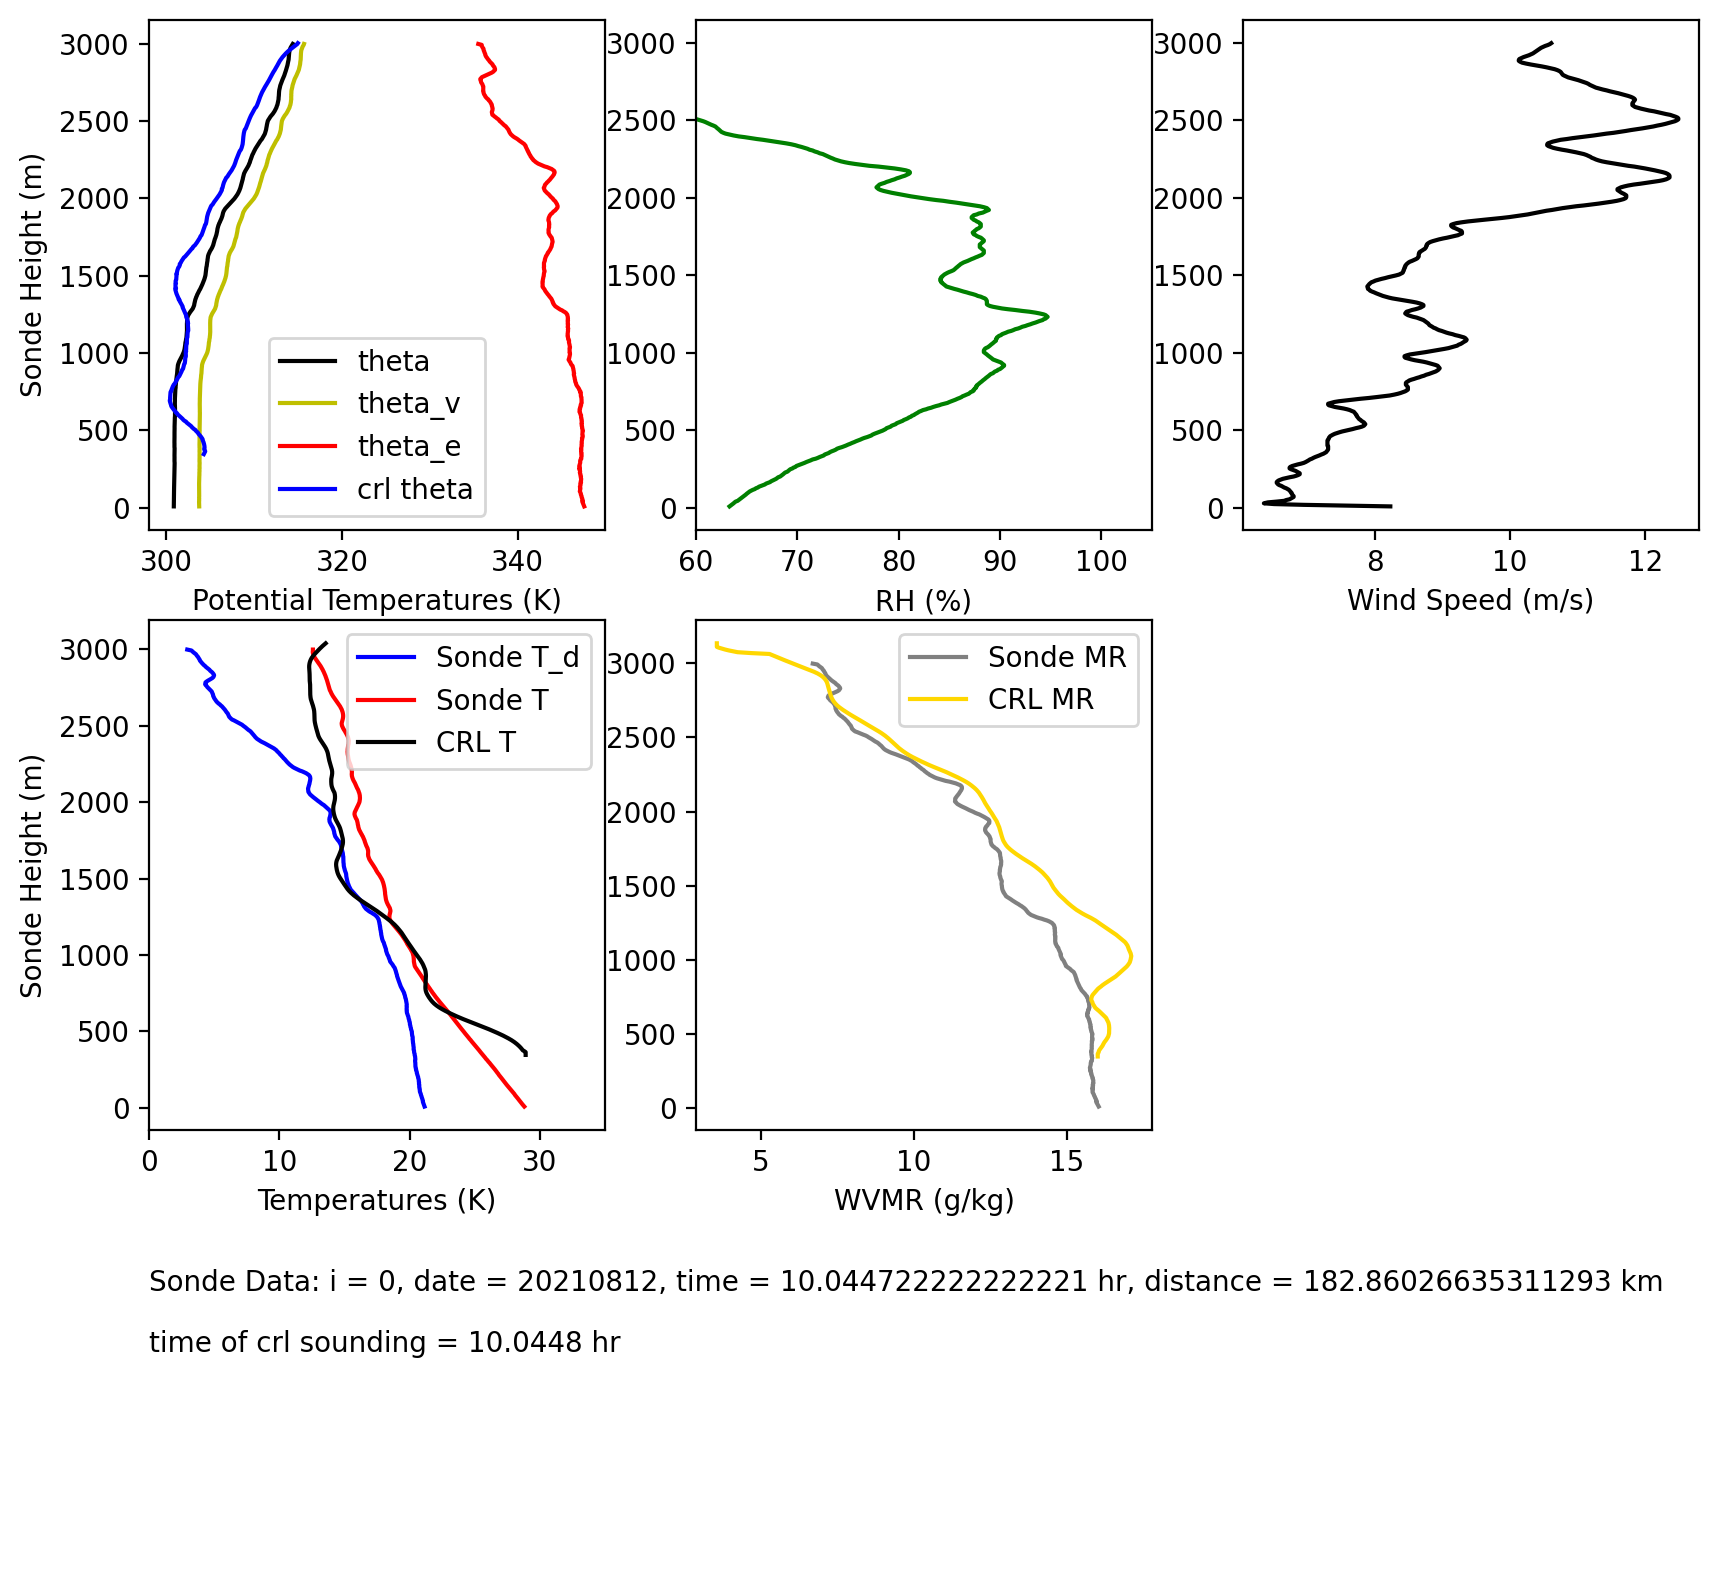 3000
2500
2000
1500
1000
500
0
Sonde Height (m)
theta
theta_v
theta_e
crl theta
300
320
340
Potential Temperatures (K)
3000
2500
2000
1500
1000
500
0
60
70
80
90
100
RH (%)
3000
2500
2000
1500
1000
500
0
8
10
12
Wind Speed (m/s)
3000
2500
2000
1500
1000
500
0
Sonde Height (m)
Sonde T_d
Sonde T
CRL T
0
10
20
30
Temperatures (K)
3000
2500
2000
1500
1000
500
0
Sonde MR
CRL MR
5
10
15
WVMR (g/kg)
Sonde Data: i = 0, date = 20210812, time = 10.044722222222221 hr, distance = 182.86026635311293 km
time of crl sounding = 10.0448 hr